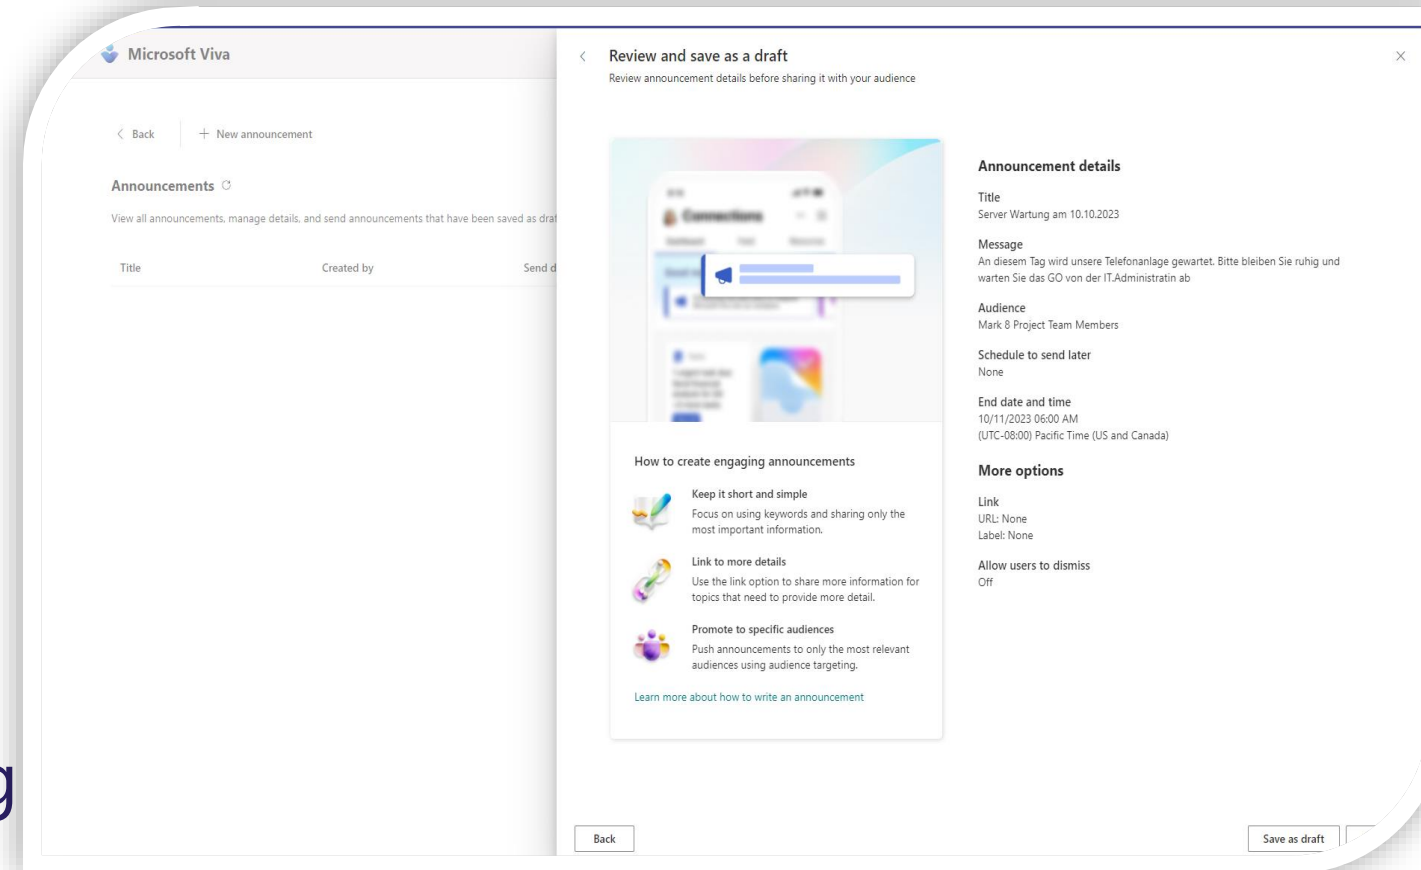 Microsoft Viva
Back
New announcement
Announcements
View all announcements, manage details, and send announcements that have been saved as
Title Created by Send
Review and save as a draft
Review announcement details before sharing it with your audience
Connections
How to create engaging announcements
Keep it short and simple
Focus on using keywords and sharing only the
most important information.
Link to more details
Use the link option to share more information for
topics that need to provide more detail.
Promote to specific audiences
Push announcements to only the most relevant
audiences using audience targeting.
Learn more about how to write an announcement
Announcement details
Title
Server Wartung am 10.10.2023
Message
An diesem Tag wird unsere Telefonanlage gewartet. Bitte bleiben Sie ruhig und
warten Sie das GO von der IT.Administratin ab
Audience
Mark 8 Project Team Members
Schedule to send later
None
End date and time
10/11/2023 06:00 AM
(UTC-08:00) Pacific Time (US and Canada)
More options
Link
URL: None
Label: None
Allow users to dismiss
Off
Back
Save as draft
g